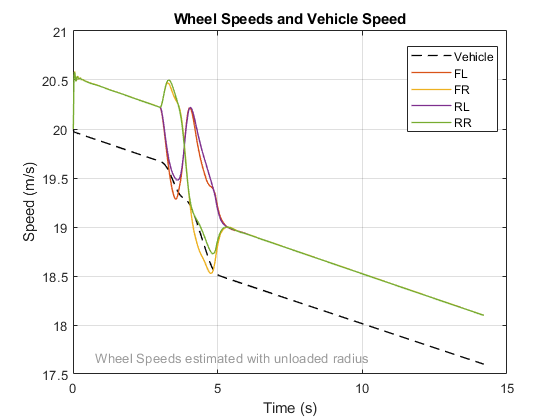 Wheel Speeds and Vehicle Speed
21
20.5
20
19.5
19
18.5
18
17.5
Speed (m/s)
Vehicle
FL
FR
RL
RR
Wheel Speeds estimated with unloaded radius
0
5
10
15
Time (s)